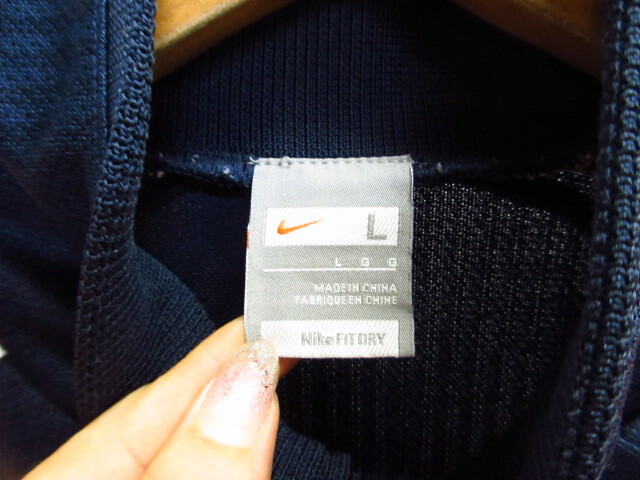 L
L G G
MADE IN CHINA
FABRIQUE EN CHINE
Nike FIT DRY